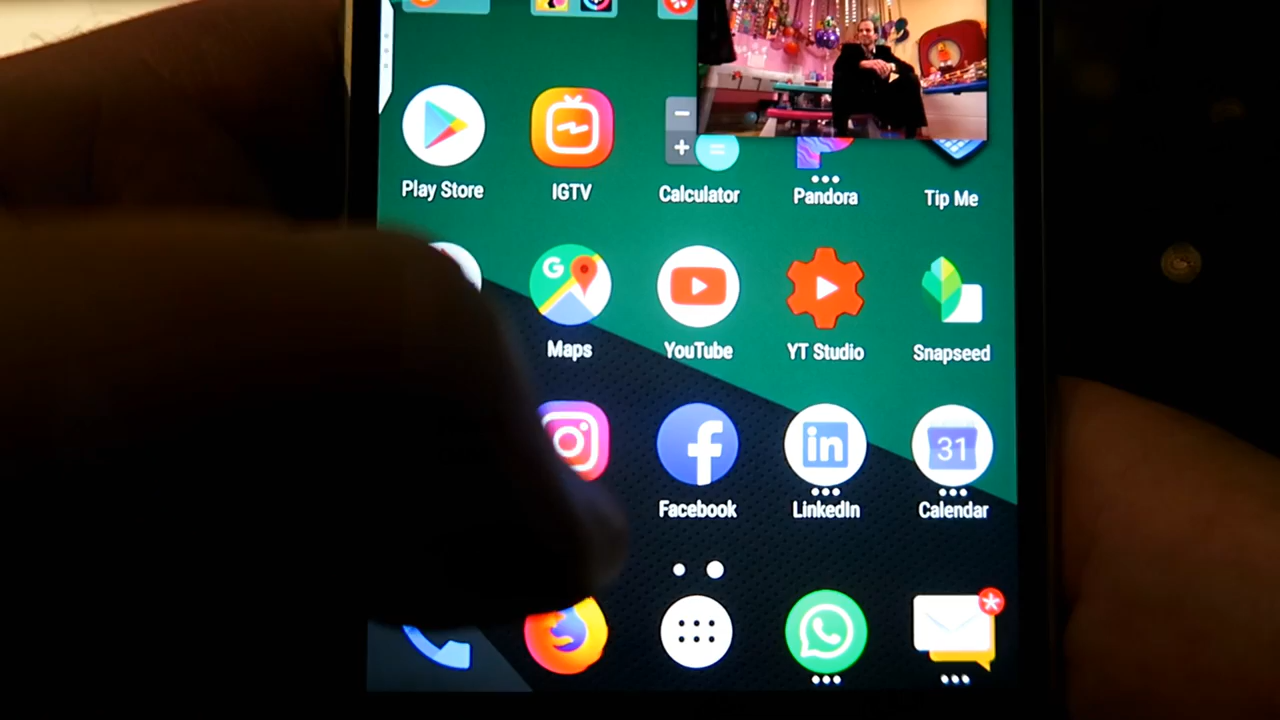 Play Store
IGTV
Calculator
Pandora
Tip Me
G
Maps
YouTube
YT Studio
Snapseed
in
31
f
Facebook
LinkedIn
Calendar